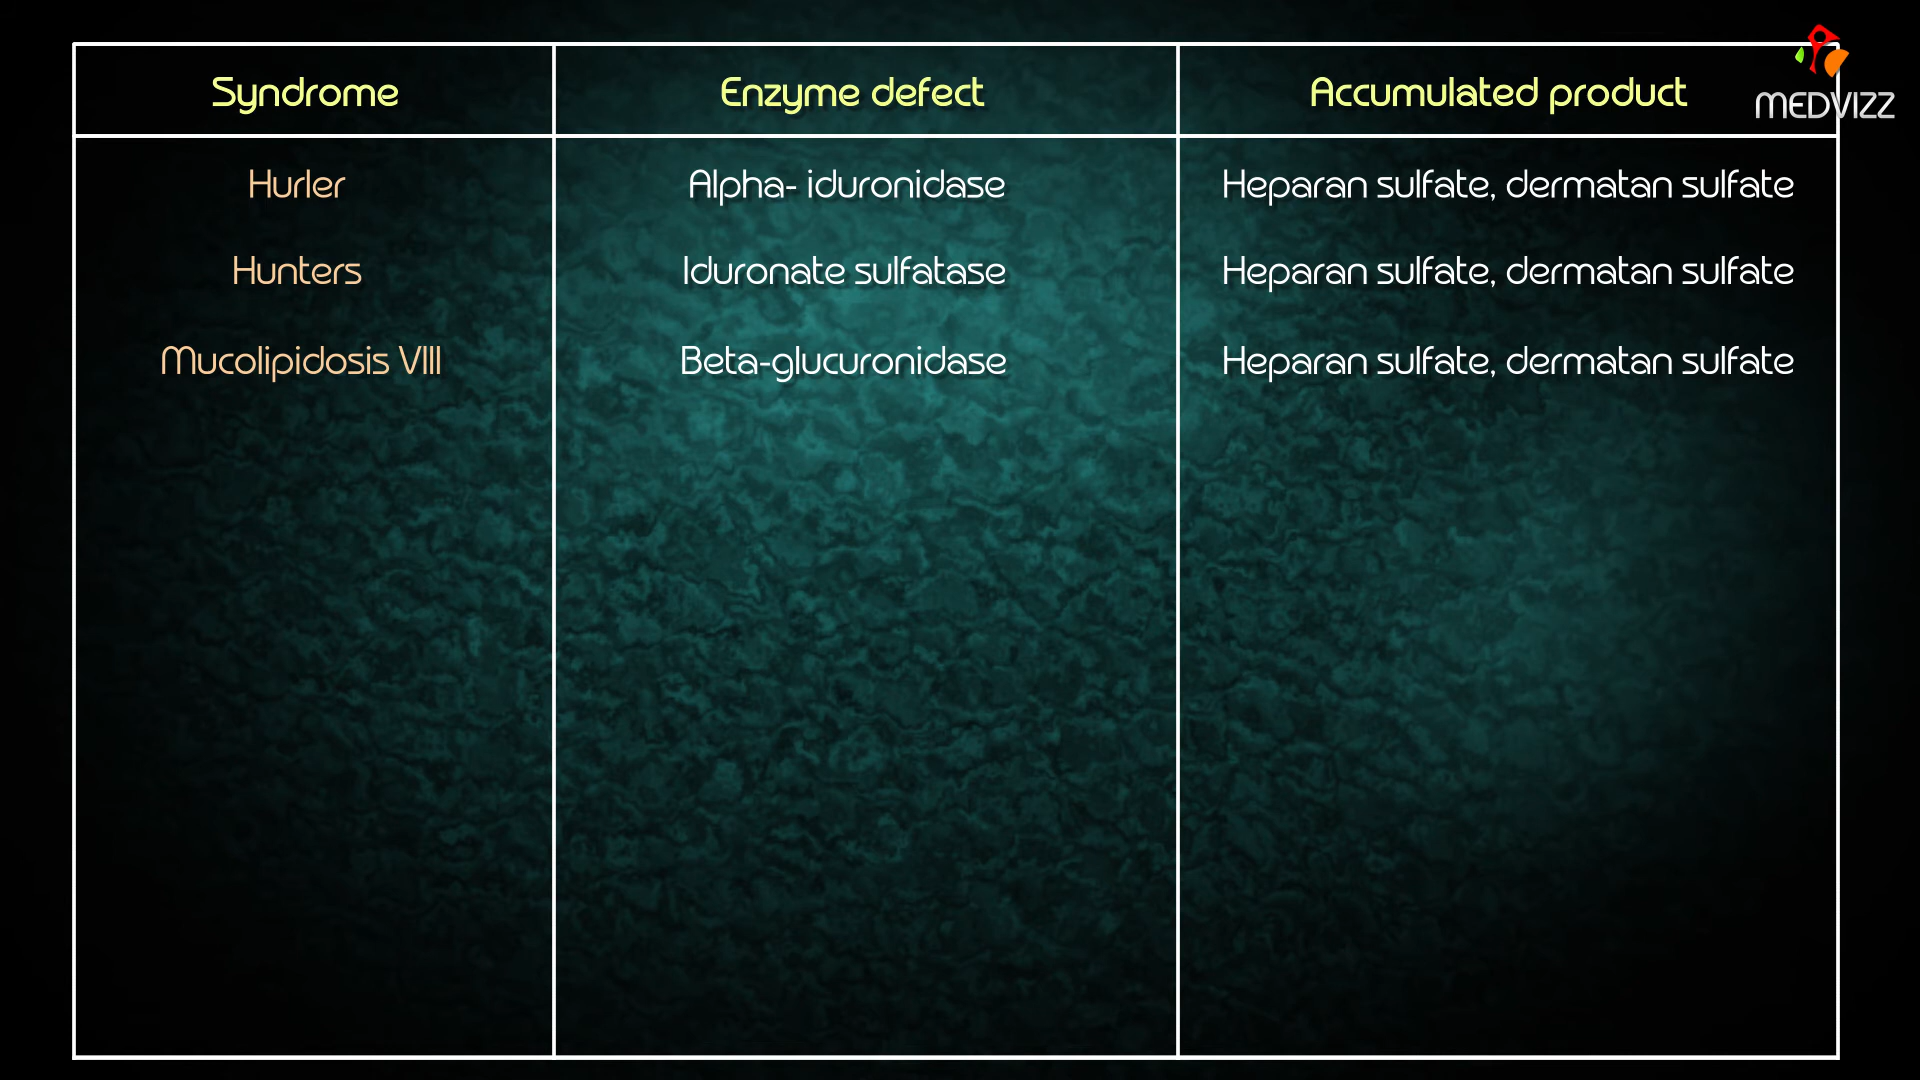 Syndrome Enzyme defect Accumulated product
MEDVIZZ
Hurler Alpha- iduronidase Heparan sulfate, dermatan sulfate
Hunters Iduronate sulfatase Heparan sulfate, dermatan sulfate
Mucolipidosis VIII Beta-glucuronidase Heparan sulfate, dermatan sulfate